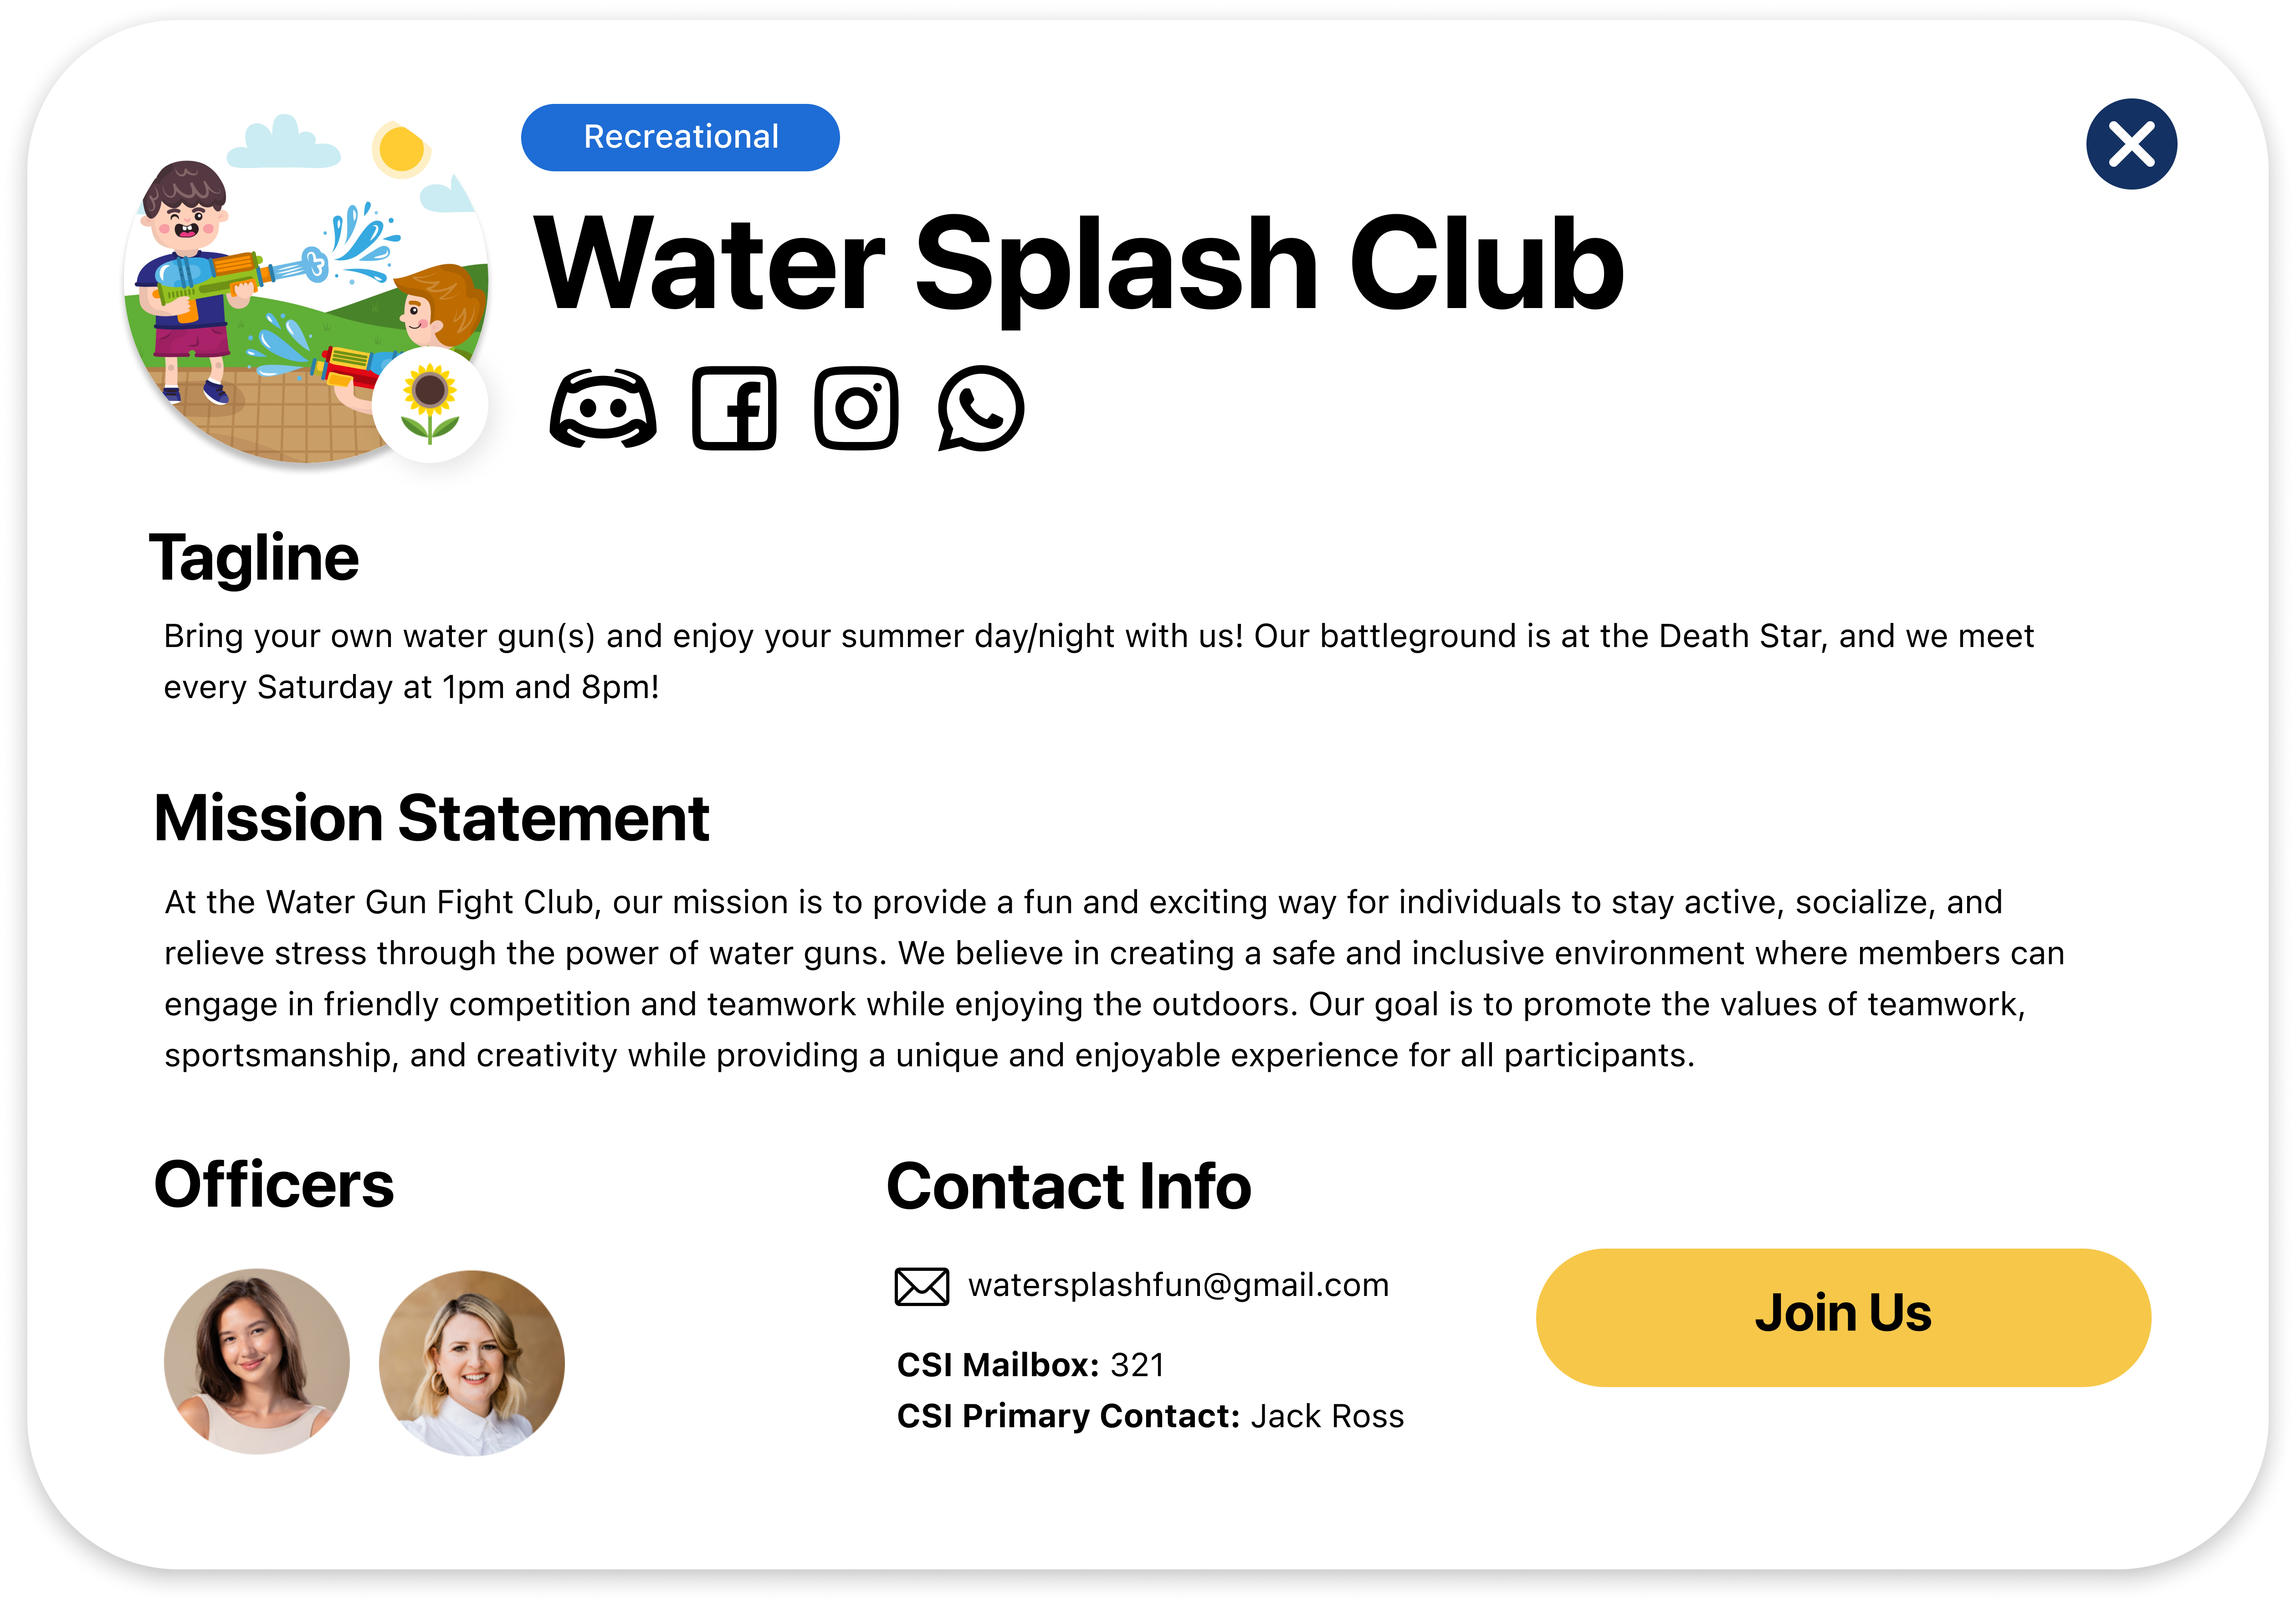 Recreational
Water Splash Club
Tagline
Bring your own water gun(s) and enjoy your summer day/night with us! Our battleground is at the Death Star, and we meet
every Saturday at 1pm and 8pm!
Mission Statement
At the Water Gun Fight Club, our mission is to provide a fun and exciting way for individuals to stay active, socialize, and
relieve stress through the power of water guns. We believe in creating a safe and inclusive environment where members can
engage in friendly competition and teamwork while enjoying the outdoors. Our goal is to promote the values of teamwork,
sportsmanship, and creativity while providing a unique and enjoyable experience for all participants.
Officers
Contact Info
watersplashfun@gmail.com
CSI Mailbox: 321
CSI Primary Contact: Jack Ross
Join Us